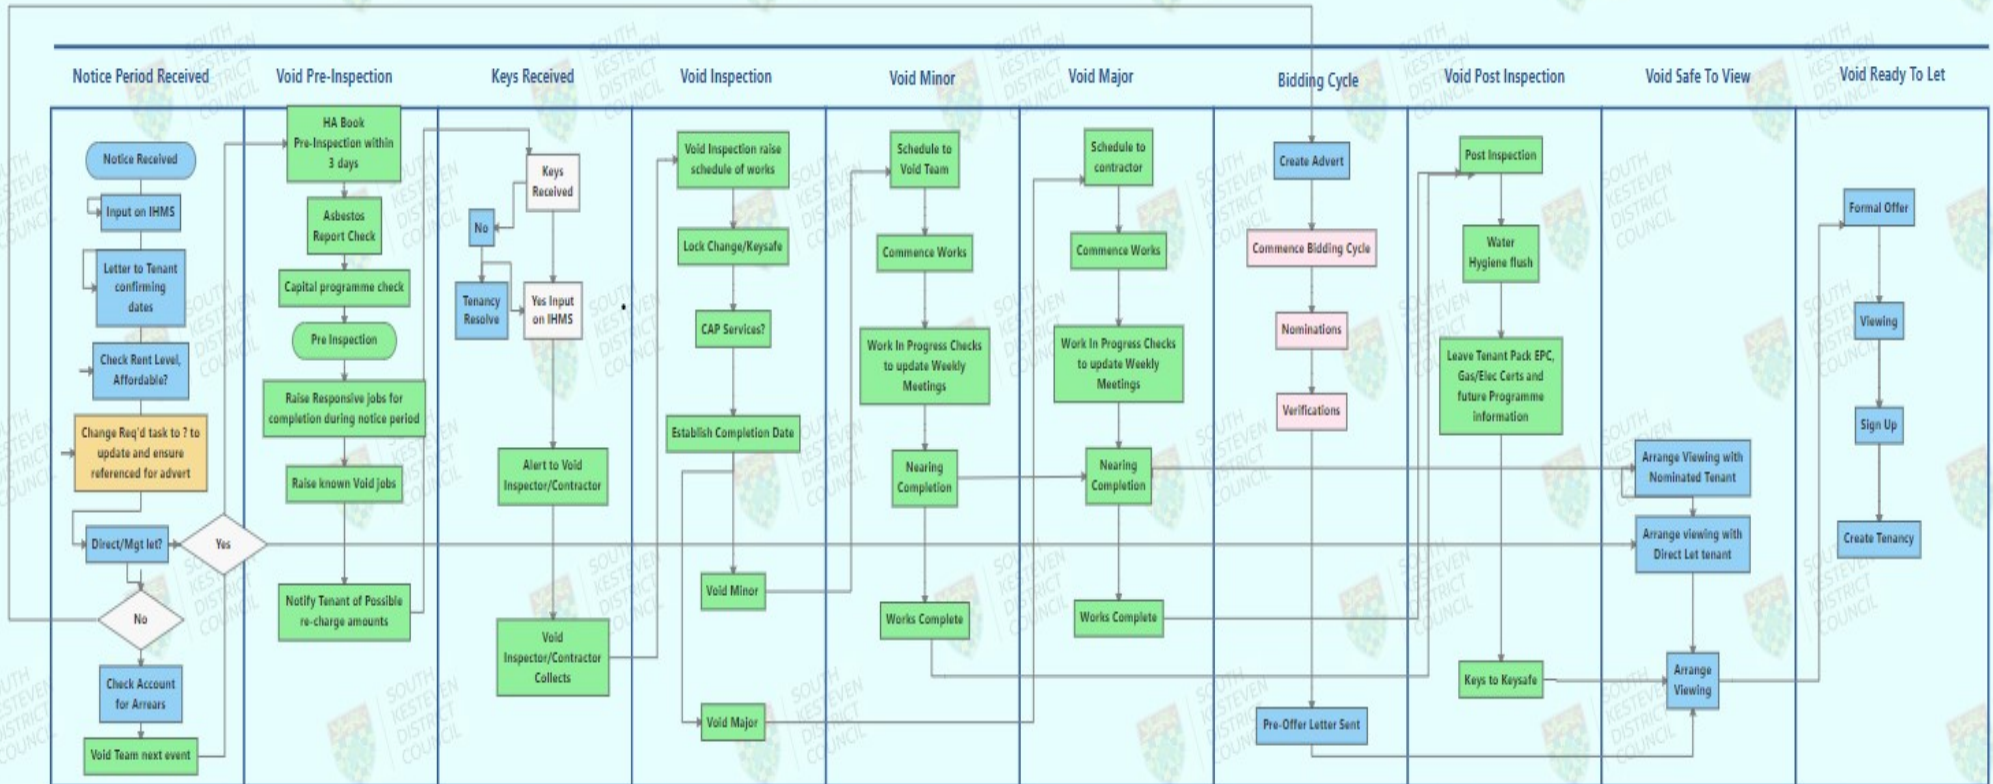 Notice Period Received
Void Pre-Inspection
Keys Received
Void Inspection
Void Minor
Void Major
Bidding Cycle
Void Post Inspection
Void Safe To View
Void Ready To Let
Notice Received
Input on IHMS
Letter to Tenant
confirming
dates
Check Rent Level,
Affordable?
Change Req'd task to ? to
update and ensure
referenced for advert
Direct/Mgt let?
Yes
No
Check Account
for Arrears
Void Team next event
HA Book
Pre-Inspection within
3 days
Asbestos
Report Check
Capital programme check
Pre Inspection
Raise Responsive jobs for
completion during notice period
Raise known Void jobs
Notify Tenant of Possible
re-charge amounts
Keys
Received
No
Tenancy
Resolve
Yes Input
on IHMS
Alert to Void
Inspector/Contractor
Void
Inspector/Contractor
Collects
Void Inspection raise
schedule of works
Lock Change/Keysafe
CAP Services?
Establish Completion Date
Void Minor
Void Major
Schedule to
Void Team
Commence Works
Work In Progress Checks
to update Weekly
Meetings
Nearing
Completion
Works Complete
Schedule to
contractor
Commence Works
Work In Progress Checks
to update Weekly
Meetings
Nearing
Completion
Works Complete
Create Advert
Commence Bidding Cycle
Nominations
Verifications
Pre-Offer Letter Sent
Post Inspection
Water
Hygiene flush
Leave Tenant Pack EPC,
Gas/Elec Certs and
future Programme
information
Keys to Keysafe
Arrange Viewing with
Nominated Tenant
Arrange viewing with
Direct Let tenant
Arrange
Viewing
Formal Offer
Viewing
Sign Up
Create Tenancy
SOUTH
KESTEVEN
DISTRICT
COUNCIL